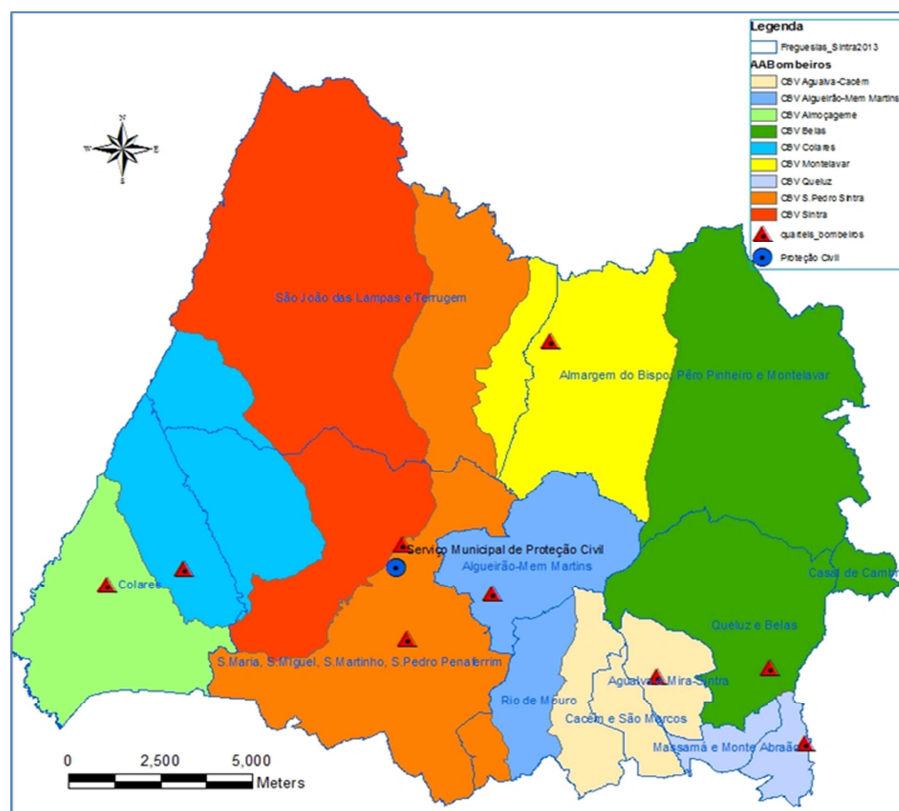 Legenda
Freguesias_Sintra2013
AABombeiros
CBV Agualva-Cacém
CBV Algueirão-Mem Martins
CBV Almoçageme
CBV Belas
CBV Colares
CBV Montelavar
CBV Queluz
CBV S.Pedro Sintra
CBV Sintra
quarteis_bombeiros
Proteção Civil
N
W E
S
São João das Lampas e Terrugem
Almargem do Bispo, Pêro Pinheiro e Montelavar
Serviço Municipal de Proteção Civil
Algueirão-Mem Martins
Casal de Cambra
Colares
Queluz e Belas
S.Maria, S.Miguel, S.Martinho, S.Pedro Penaferrim
Agualva e Mira-Sintra
Rio de Mouro
Cacém e São Marcos
Massamá e Monte Abraão
0 2,500 5,000
Meters